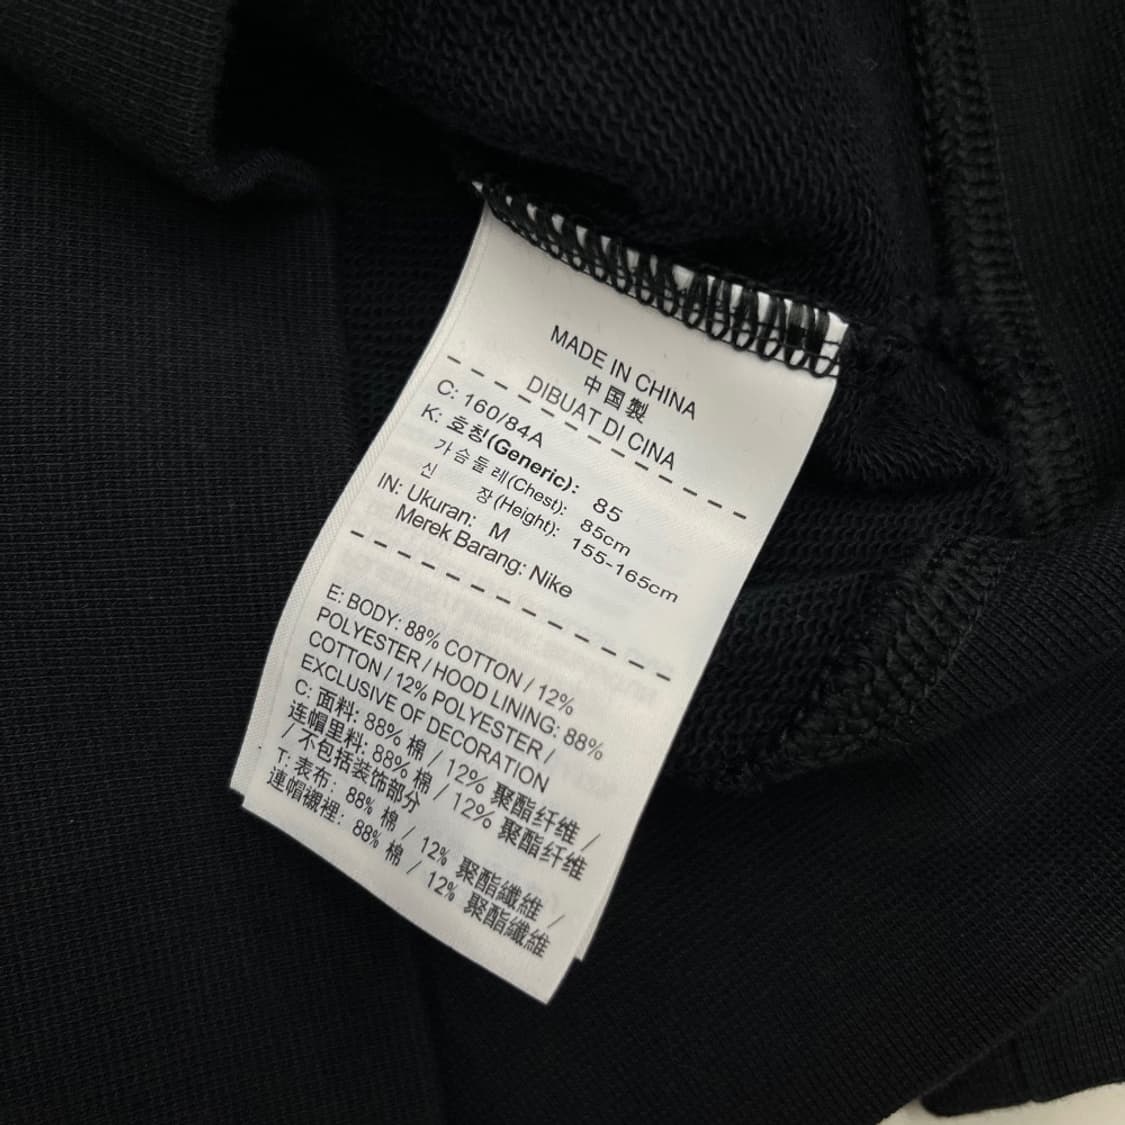 MADE IN CHINA
中国製
DIBUAT DI CINA
C: 160/84A
K: 호칭(Generic): 85
가슴둘레(Chest): 85cm
신 장(Height): 155-165cm
IN: Ukuran: M
Merek Barang: Nike
E: BODY: 88% COTTON / 12%
POLYESTER / HOOD LINING: 88%
COTTON / 12% POLYESTER /
EXCLUSIVE OF DECORATION
C: 面料: 88% 棉 / 12% 聚酯纤维 /
连帽里料: 88% 棉 / 12% 聚酯纤维
/ 不包括装饰部分
T: 表布: 88% 棉 / 12% 聚酯纖維 /
連帽襯裡: 88% 棉 / 12% 聚酯纖維